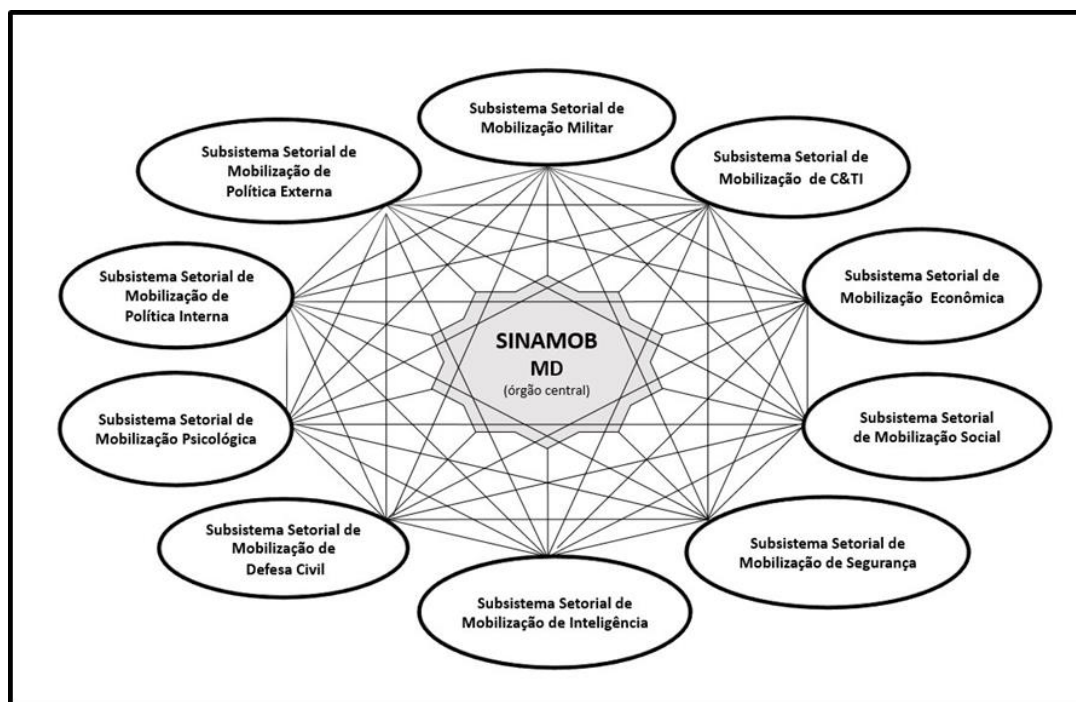 Subsistema Setorial de
Mobilização Militar
Subsistema Setorial de
Mobilização de C&TI
Subsistema Setorial de
Mobilização Econômica
Subsistema Setorial
de Mobilização Social
Subsistema Setorial de
Mobilização de Segurança
Subsistema Setorial de
Mobilização de Inteligência
Subsistema Setorial de
Mobilização de
Defesa Civil
Subsistema Setorial de
Mobilização Psicológica
Subsistema Setorial de
Mobilização de
Política Interna
Subsistema Setorial de
Mobilização de
Política Externa
SINAMOB
MD
(órgão central)